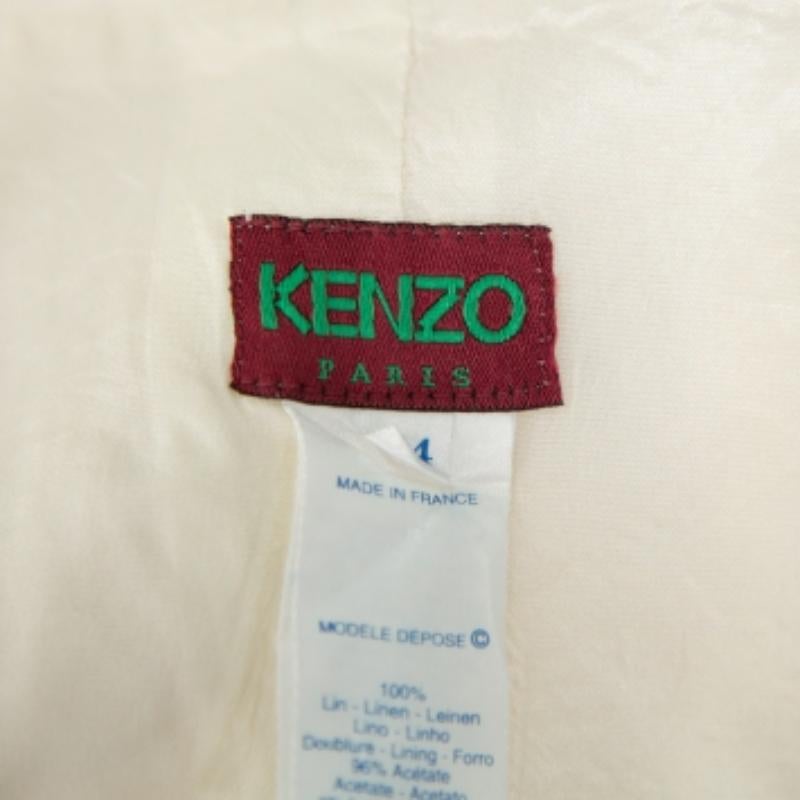 KENZO
PARIS
4
MADE IN FRANCE
MODELE DEPOSE ©
100%
Lin - Linen - Leinen
Lino - Linho
Doublure - Lining - Forro
96% Acétate
Acetate - Acetato